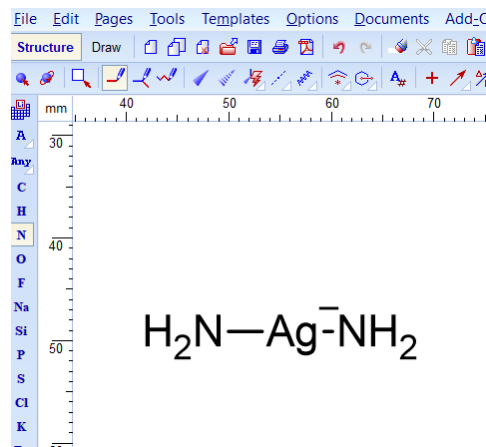 File Edit Pages Tools Templates Options Documents Add-
Structure Draw
A#
mm 40 50 60 70
A 30
Any
C
H
N 40
O
F
Na
Si
P 50
S
Cl
K
H₂N—Ag⁻-NH₂